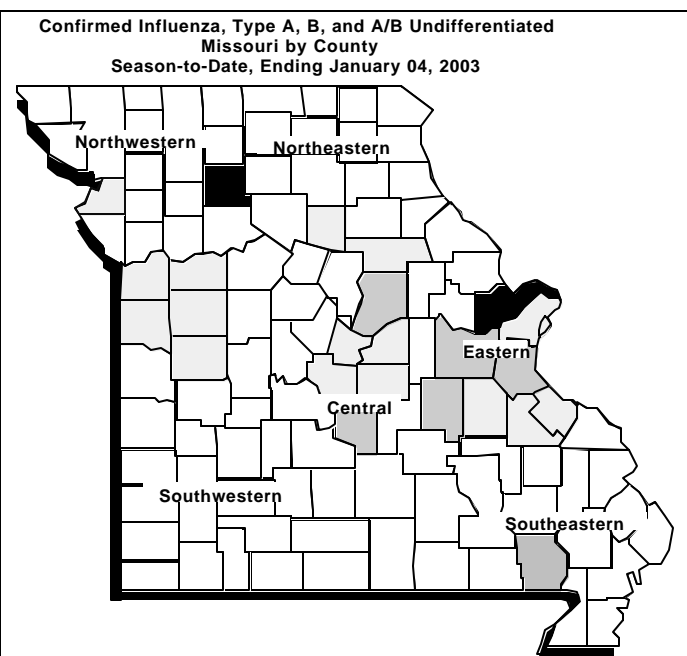 Confirmed Influenza, Type A, B, and A/B Undifferentiated
Missouri by County
Season-to-Date, Ending January 04, 2003
Northwestern
Northeastern
Eastern
Central
Southwestern
Southeastern